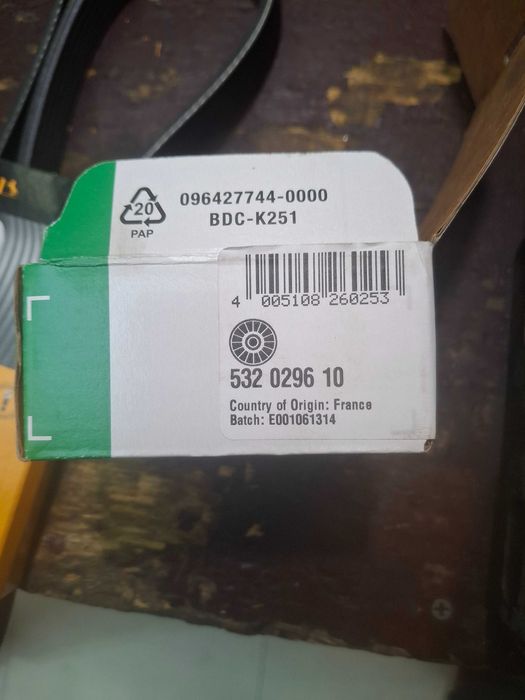 20
PAP
096427744-0000
BDC-K251
4 005108 260253
532 0296 10
Country of Origin: France
Batch: E001061314